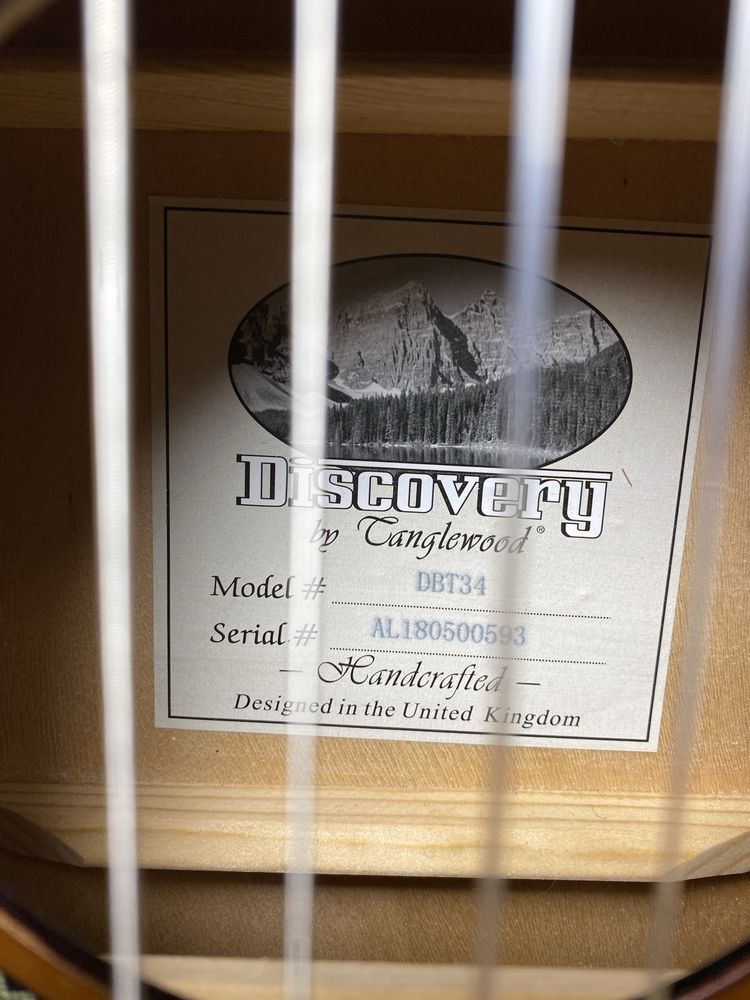 Discovery
by Tanglewood®
Model # DBT34
Serial # AL180500593
— Handcrafted —
Designed in the United Kingdom